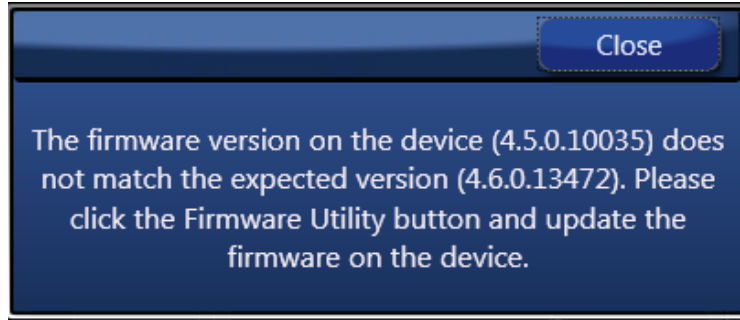 Close
The firmware version on the device (4.5.0.10035) does
not match the expected version (4.6.0.13472). Please
click the Firmware Utility button and update the
firmware on the device.